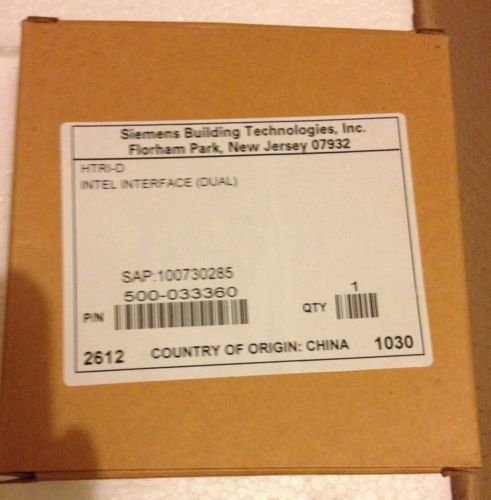 Siemens Building Technologies, Inc.
Florham Park, New Jersey 07932
HTRI-D
INTEL INTERFACE (DUAL)
SAP:100730285
500-033360
P/N
1
QTY
2612 COUNTRY OF ORIGIN: CHINA 1030